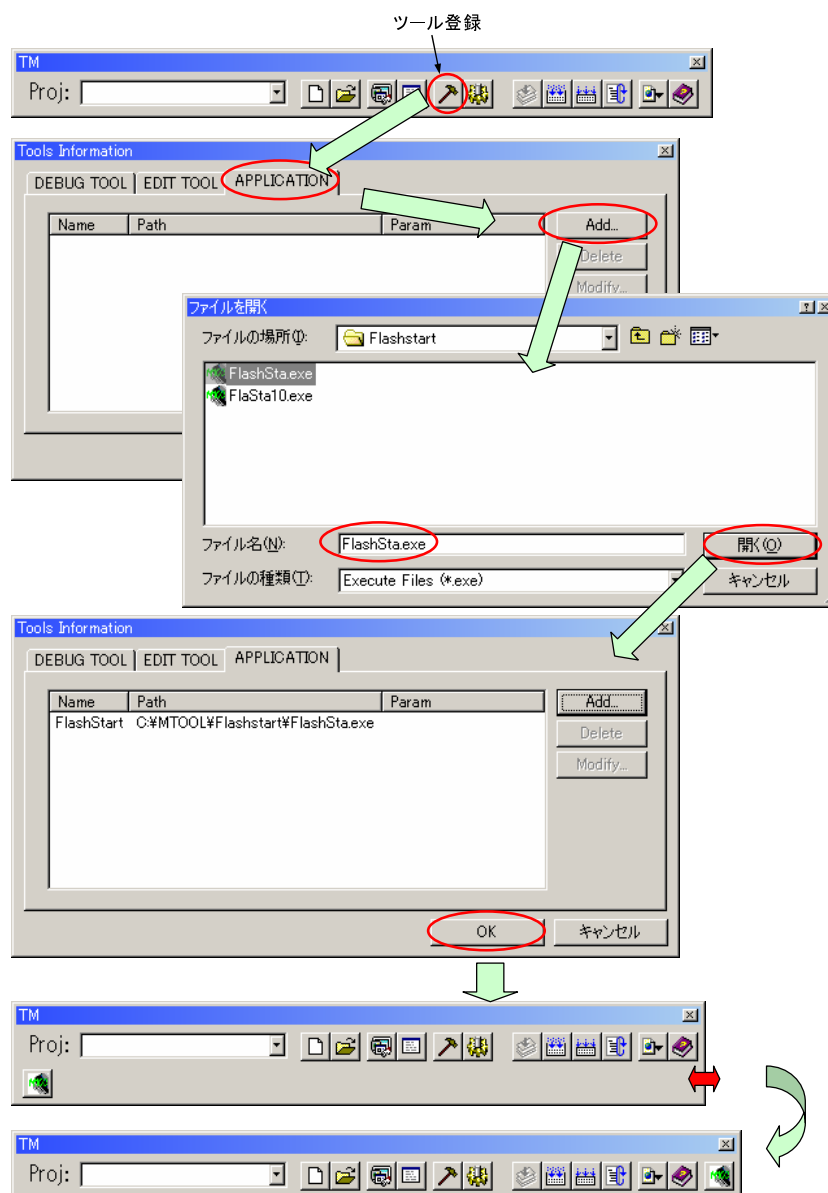 ツール登録
TM
Proj:
Tools Information
DEBUG TOOL EDIT TOOL APPLICATION
Name Path Param
Add...
Delete
Modify...
ファイルを開く
ファイルの場所(I): Flashstart
FlashSta.exe
FlaSta10.exe
ファイル名(N): FlashSta.exe 開く(O)
ファイルの種類(T): Execute Files (*.exe) キャンセル
Tools Information
DEBUG TOOL EDIT TOOL APPLICATION
Name Path Param
FlashStart C:¥MTOOL¥Flashstart¥FlashSta.exe
Add...
Delete
Modify...
OK キャンセル
TM
Proj:
TM
Proj: